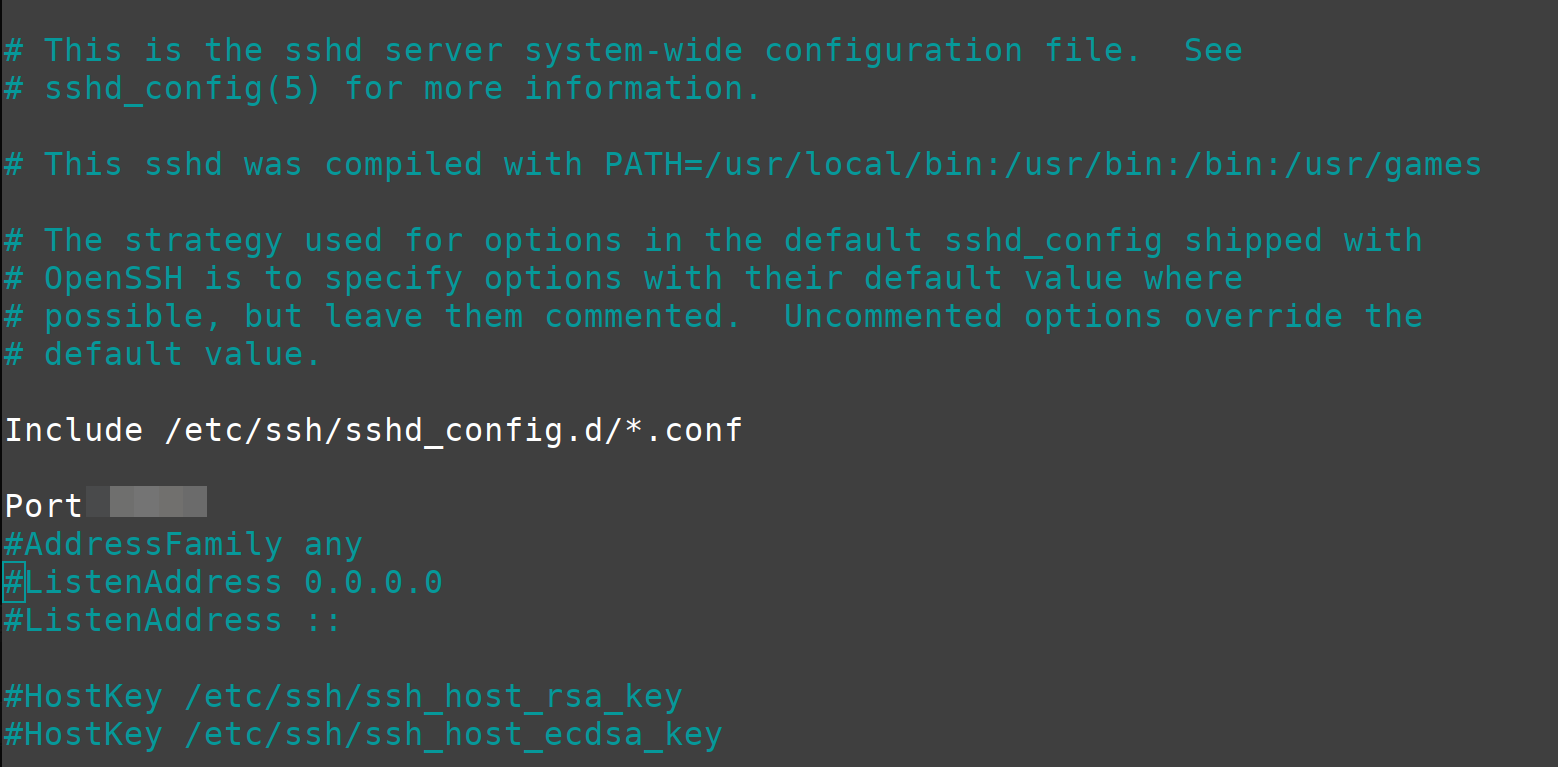 # This is the sshd server system-wide configuration file.  See
# sshd_config(5) for more information.
# This sshd was compiled with PATH=/usr/local/bin:/usr/bin:/bin:/usr/games
# The strategy used for options in the default sshd_config shipped with
# OpenSSH is to specify options with their default value where
# possible, but leave them commented.  Uncommented options override the
# default value.
Include /etc/ssh/sshd_config.d/*.conf
Port
#AddressFamily any
#ListenAddress 0.0.0.0
#ListenAddress ::
#HostKey /etc/ssh/ssh_host_rsa_key
#HostKey /etc/ssh/ssh_host_ecdsa_key